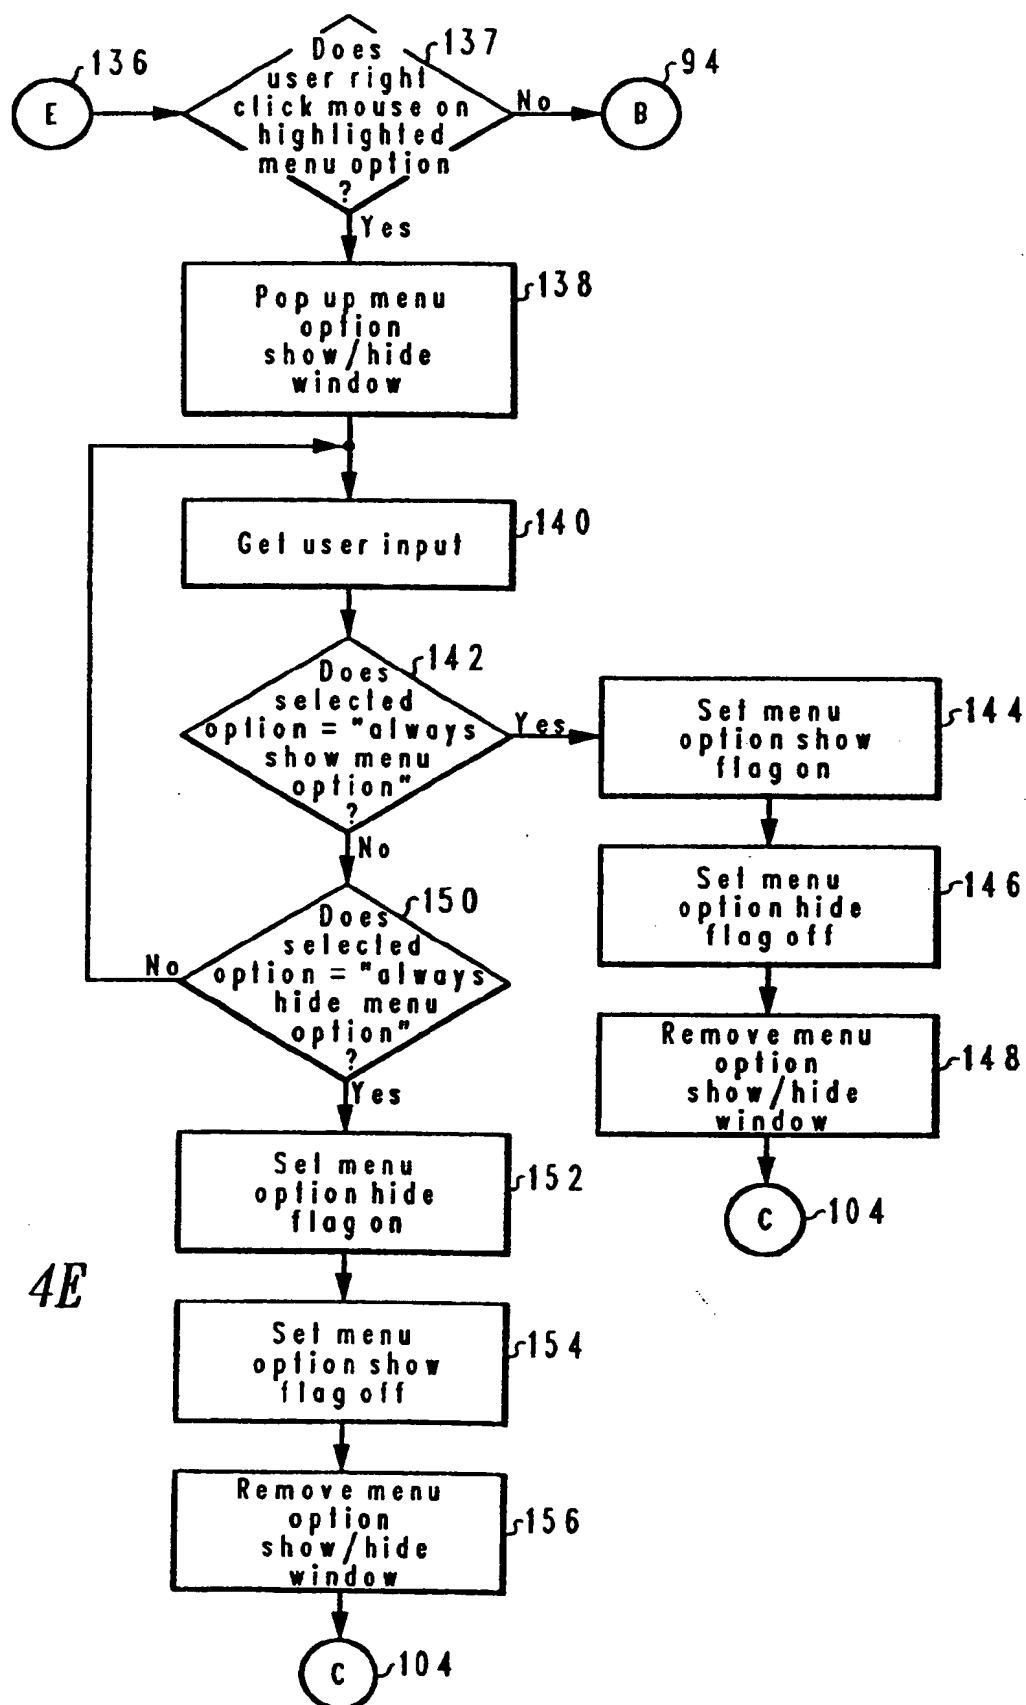 136
E
Does
user right
click mouse on
highlighted
menu option
?
137
No
94
B
Yes
Pop up menu
option
show/hide
window
138
Get user input
140
Does
selected
option = "always
show menu
option"
?
142
Yes
Set menu
option show
flag on
144
No
Set menu
option hide
flag off
146
Does
selected
option = "always
hide menu
option"
?
150
No
Remove menu
option
show/hide
window
148
Yes
C
104
Set menu
option hide
flag on
152
4E
Set menu
option show
flag off
154
Remove menu
option
show/hide
window
156
C
104